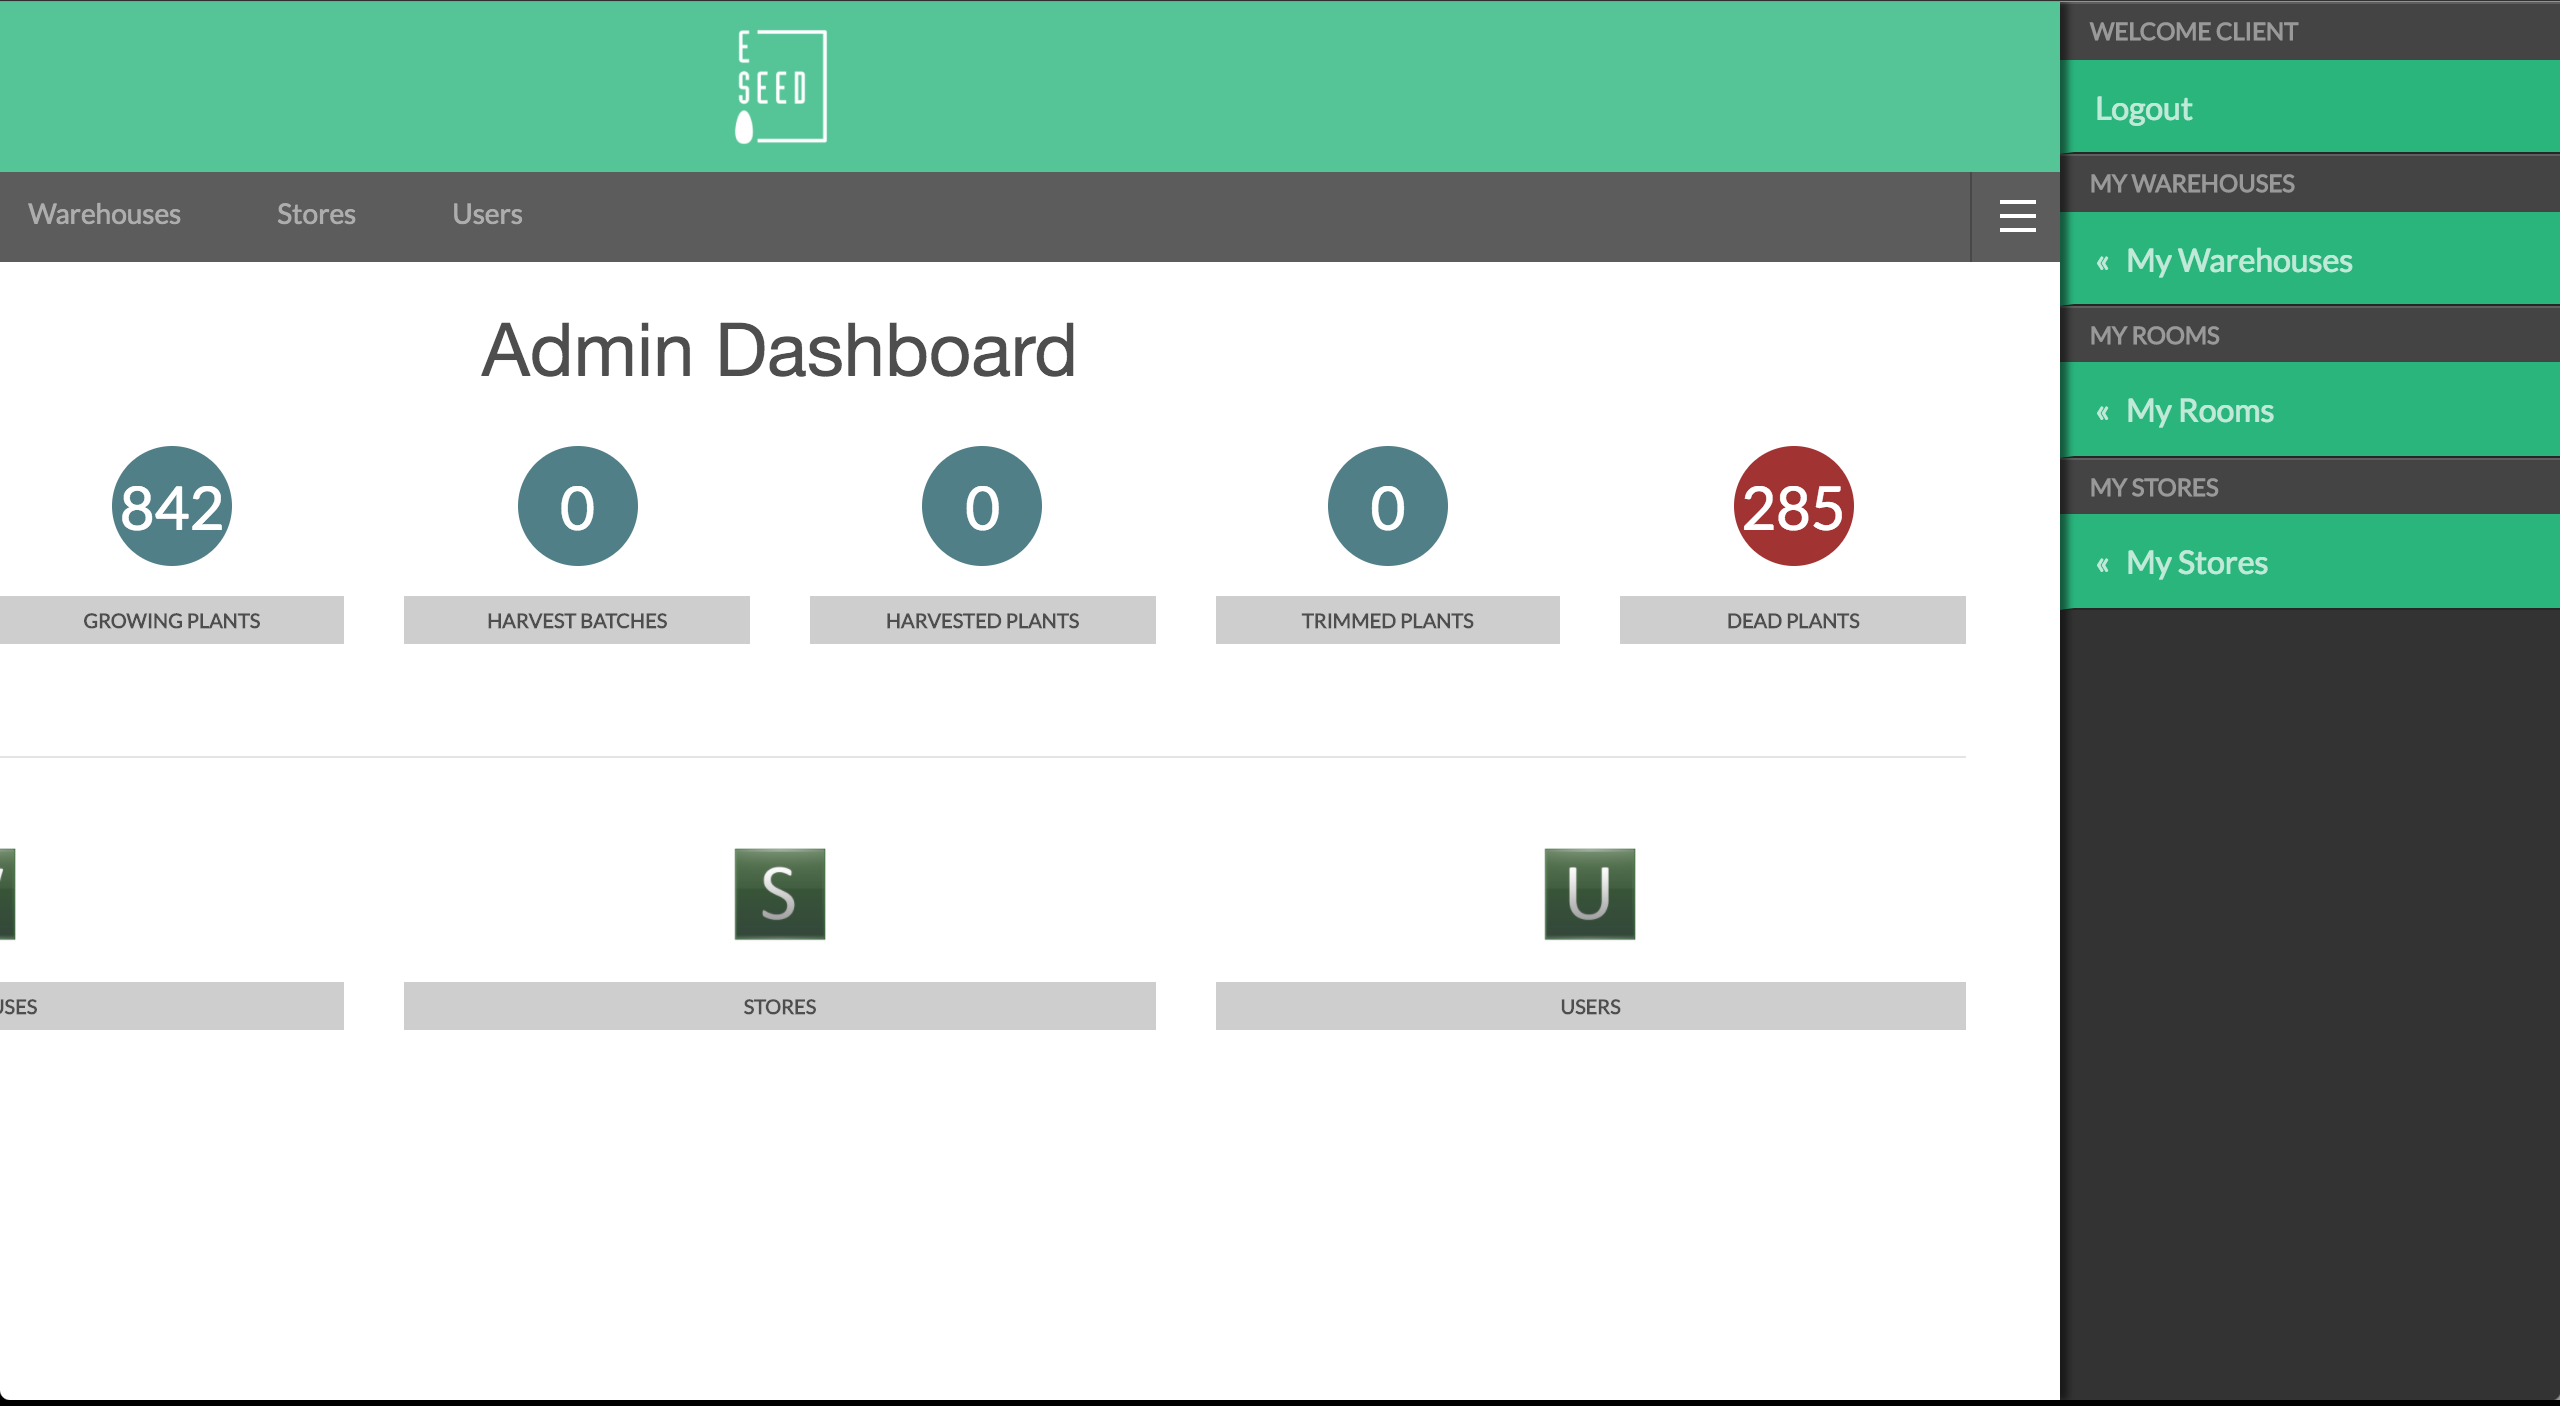 E
SEED
Warehouses
Stores
Users
Admin Dashboard
842
0
0
0
285
GROWING PLANTS
HARVEST BATCHES
HARVESTED PLANTS
TRIMMED PLANTS
DEAD PLANTS
S
U
USES
STORES
USERS
WELCOME CLIENT
Logout
MY WAREHOUSES
« My Warehouses
MY ROOMS
« My Rooms
MY STORES
« My Stores